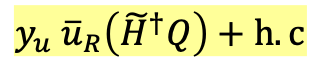 y_u ū_R(H̃†Q) + h.c